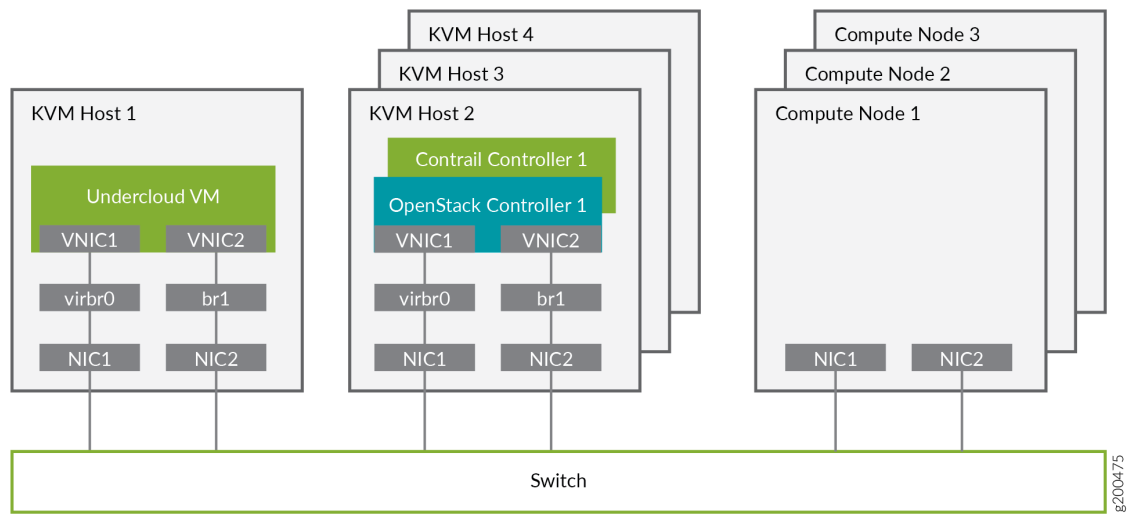 KVM Host 4
KVM Host 3
KVM Host 1
KVM Host 2
Compute Node 3
Compute Node 2
Compute Node 1
Undercloud VM
VNIC1
VNIC2
virbr0
br1
NIC1
NIC2
Contrail Controller 1
OpenStack Controller 1
VNIC1
VNIC2
virbr0
br1
NIC1
NIC2
NIC1
NIC2
Switch
g200475